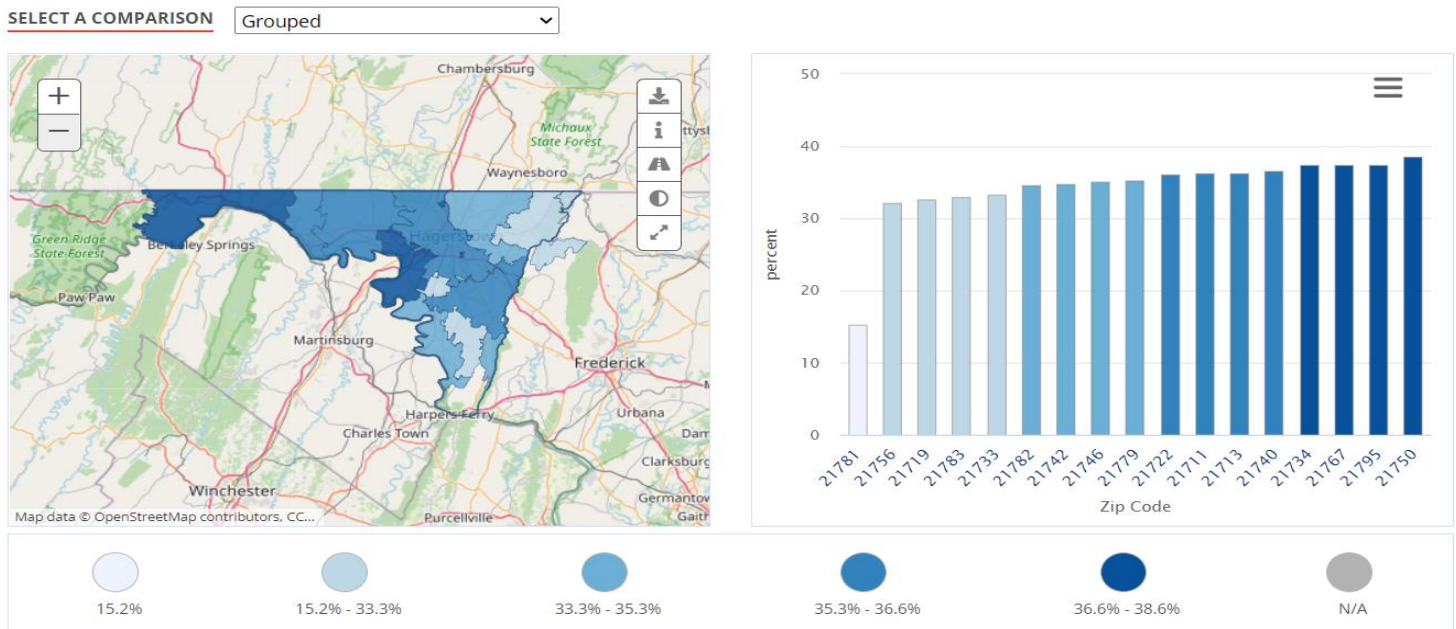 SELECT A COMPARISON
Grouped
+
−
Chambersburg
Michaux
State Forest
ttysl
Waynesboro
Hagerstow
Green Ridge
State Forest
Berkeley Springs
Paw Paw
Martinsburg
Frederick
Harpers Ferry
Urbana
Charles Town
Dam
Clarksburg
Winchester
Germantow
Purcellville
Gaith
Map data © OpenStreetMap contributors, CC...
50
40
30
20
10
0
percent
21781
21756
21719
21783
21733
21782
21742
21746
21779
21722
21711
21713
21740
21734
21767
21795
21750
Zip Code
15.2%
15.2% - 33.3%
33.3% - 35.3%
35.3% - 36.6%
36.6% - 38.6%
N/A